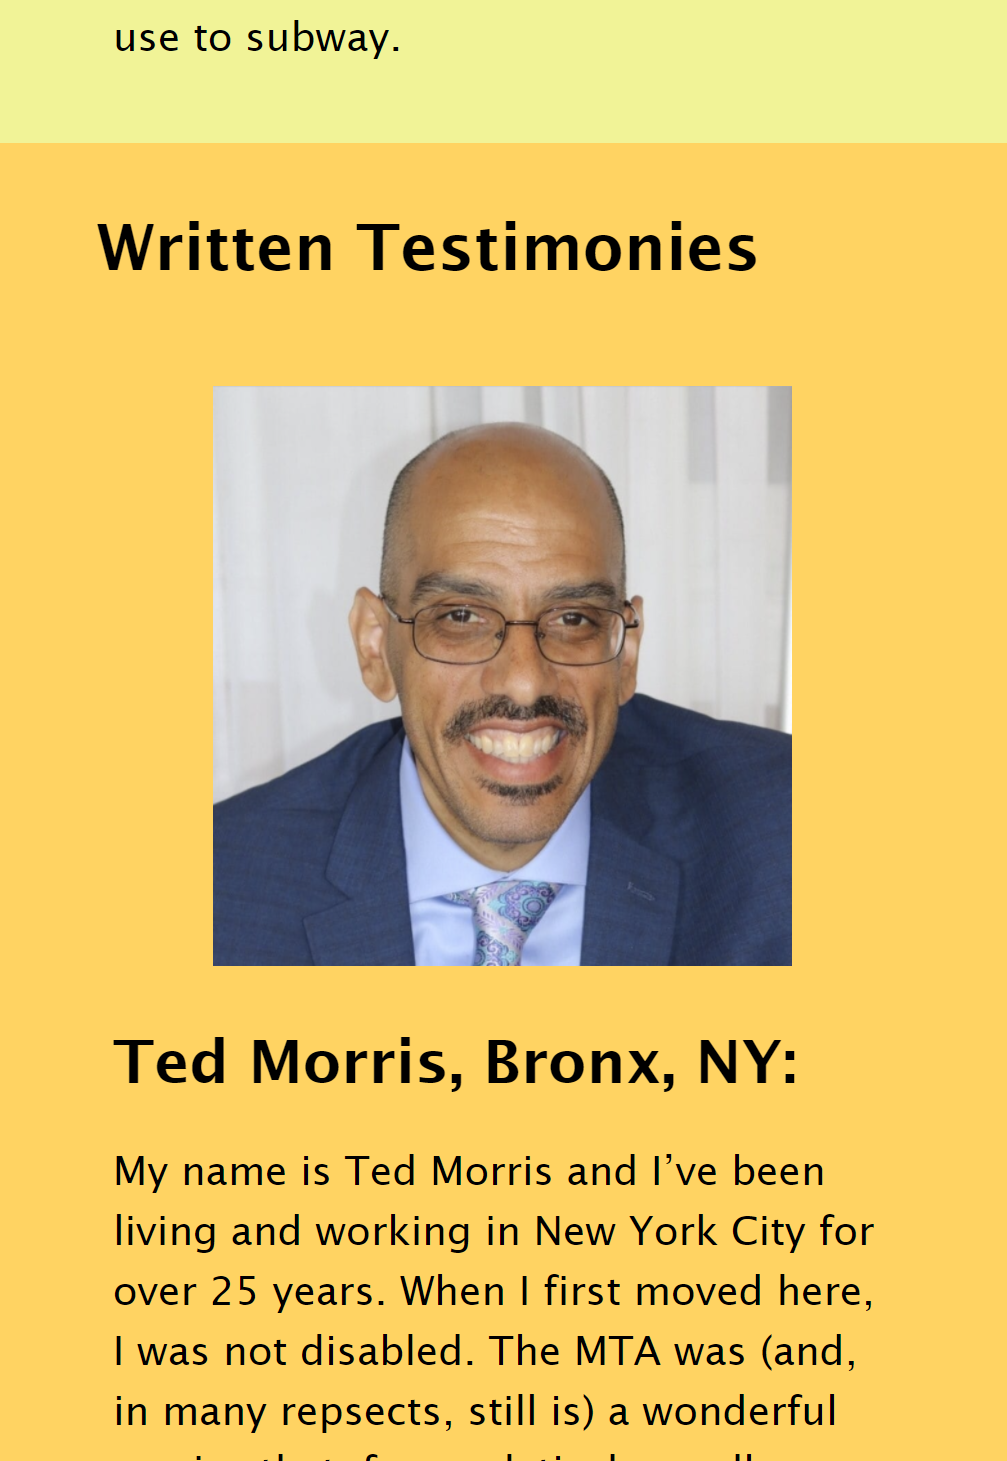 use to subway.
Written Testimonies
Ted Morris, Bronx, NY:
My name is Ted Morris and I’ve been
living and working in New York City for
over 25 years. When I first moved here,
I was not disabled. The MTA was (and,
in many repsects, still is) a wonderful